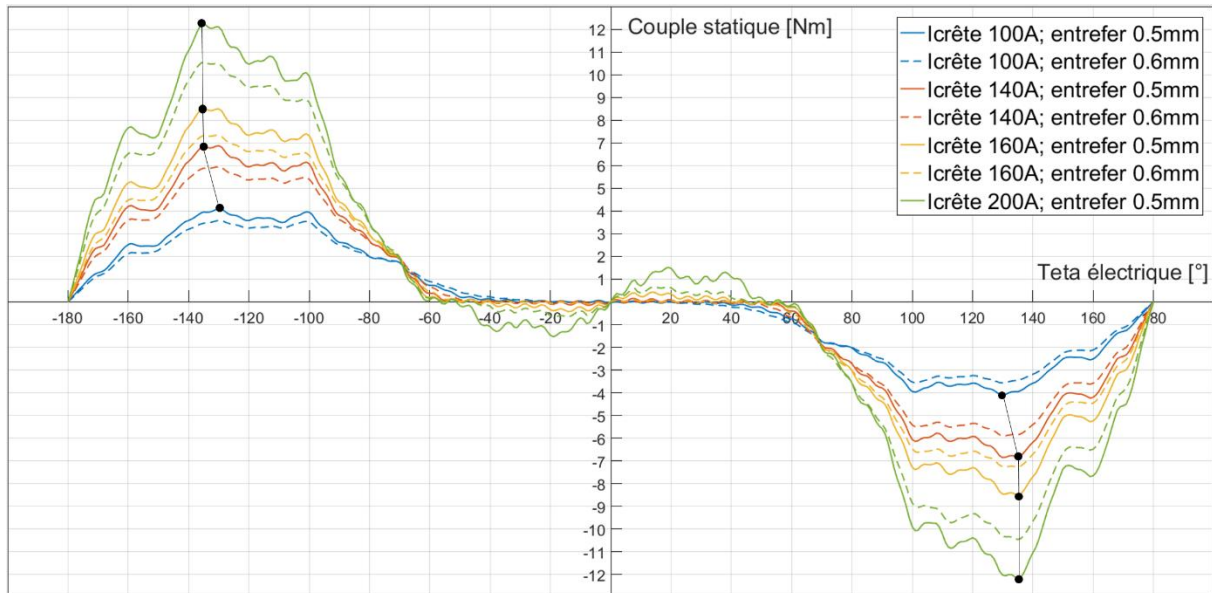 Couple statique [Nm]
Icrête 100A; entrefer 0.5mm
Icrête 100A; entrefer 0.6mm
Icrête 140A; entrefer 0.5mm
Icrête 140A; entrefer 0.6mm
Icrête 160A; entrefer 0.5mm
Icrête 160A; entrefer 0.6mm
Icrête 200A; entrefer 0.5mm
12
11
10
9
8
7
6
5
4
3
2
1
Teta électrique [°]
-180 -160 -140 -120 -100 -80 -60 -40 -20 0 20 40 60 80 100 120 140 160 180
-1
-2
-3
-4
-5
-6
-7
-8
-9
-10
-11
-12